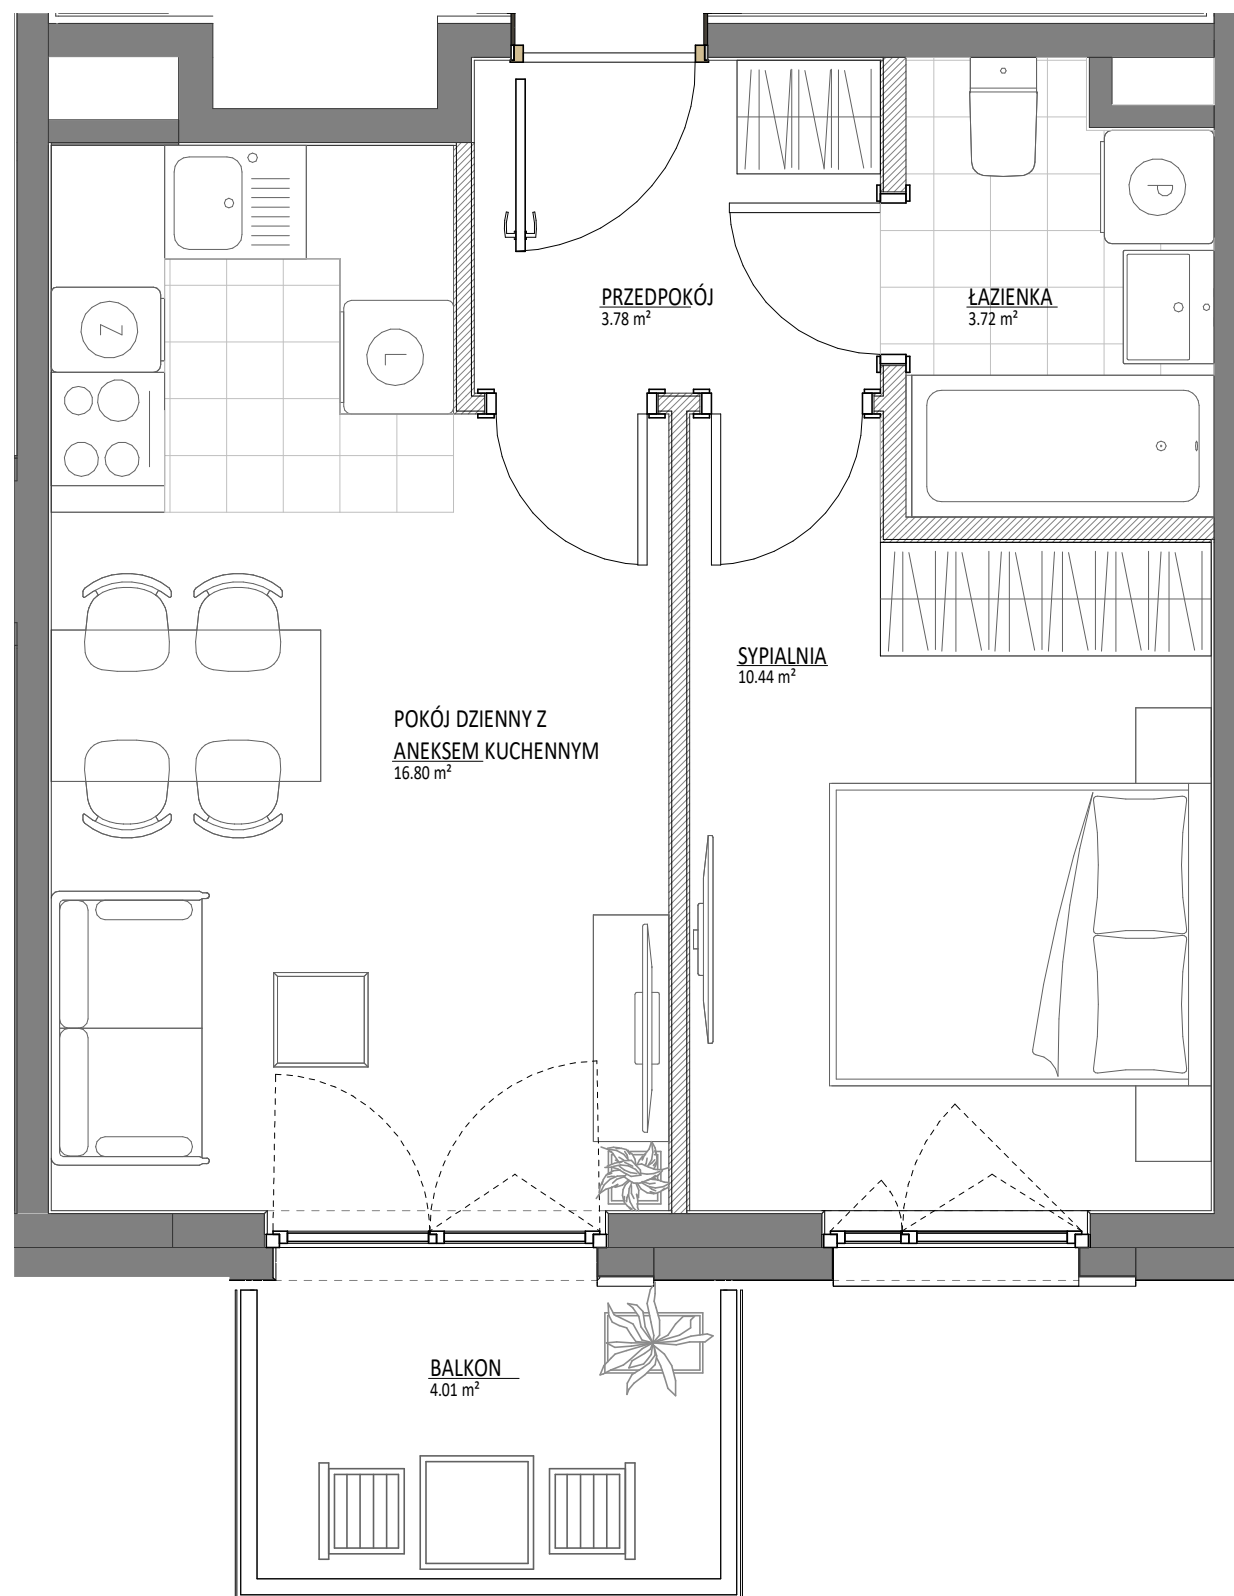 PRZEDPOKÓJ
3.78 m²
ŁAZIENKA
3.72 m²
P
Z
L
SYPIALNIA
10.44 m²
POKÓJ DZIENNY Z
ANEKSEM KUCHENNYM
16.80 m²
BALKON
4.01 m²